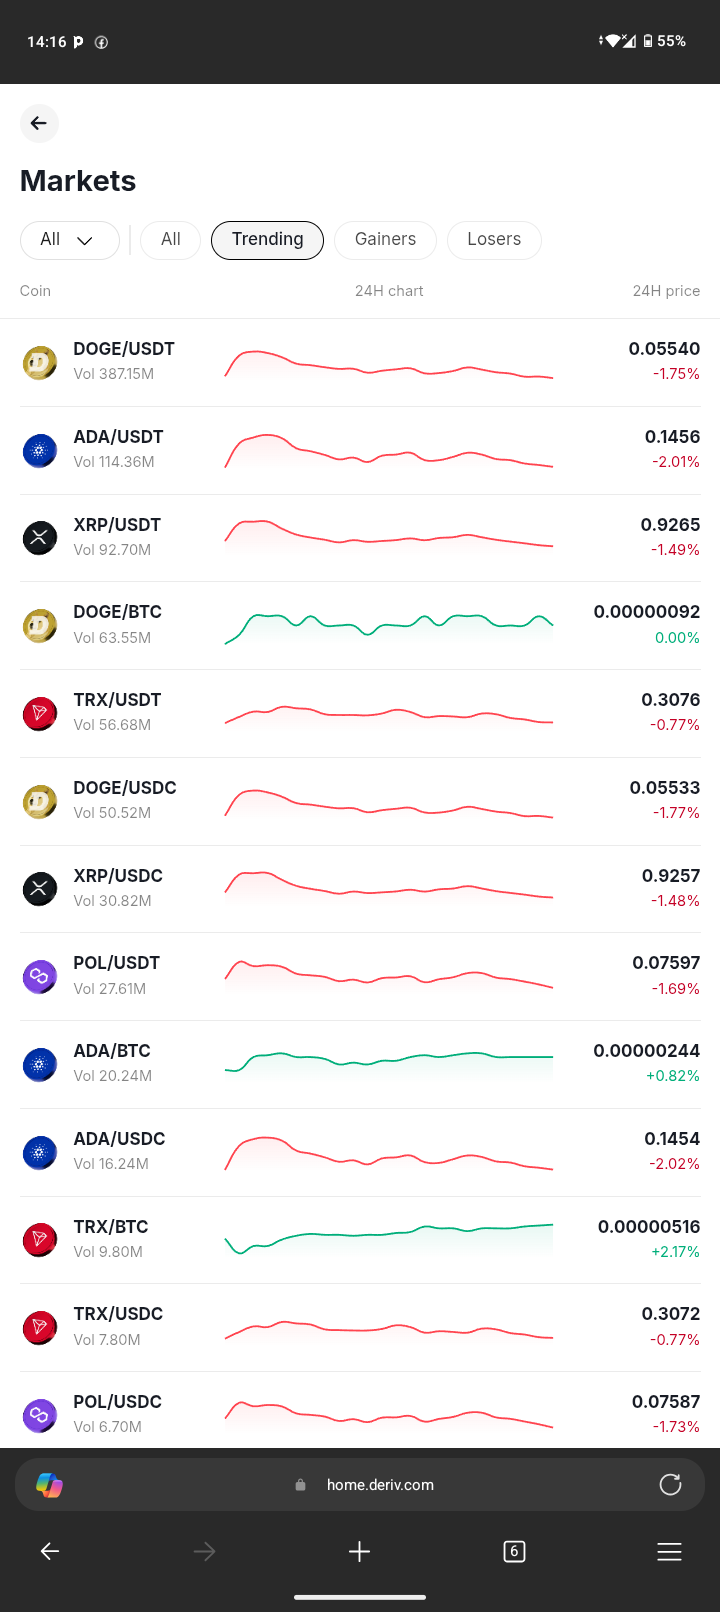 14:16
55%
Markets
All
All
Trending
Gainers
Losers
Coin
24H chart
24H price
DOGE/USDT
0.05540
Vol 387.15M
-1.75%
ADA/USDT
0.1456
Vol 114.36M
-2.01%
XRP/USDT
0.9265
Vol 92.70M
-1.49%
DOGE/BTC
0.00000092
Vol 63.55M
0.00%
TRX/USDT
0.3076
Vol 56.68M
-0.77%
DOGE/USDC
0.05533
Vol 50.52M
-1.77%
XRP/USDC
0.9257
Vol 30.82M
-1.48%
POL/USDT
0.07597
Vol 27.61M
-1.69%
ADA/BTC
0.00000244
Vol 20.24M
+0.82%
ADA/USDC
0.1454
Vol 16.24M
-2.02%
TRX/BTC
0.00000516
Vol 9.80M
+2.17%
TRX/USDC
0.3072
Vol 7.80M
-0.77%
POL/USDC
0.07587
Vol 6.70M
-1.73%
home.deriv.com
6